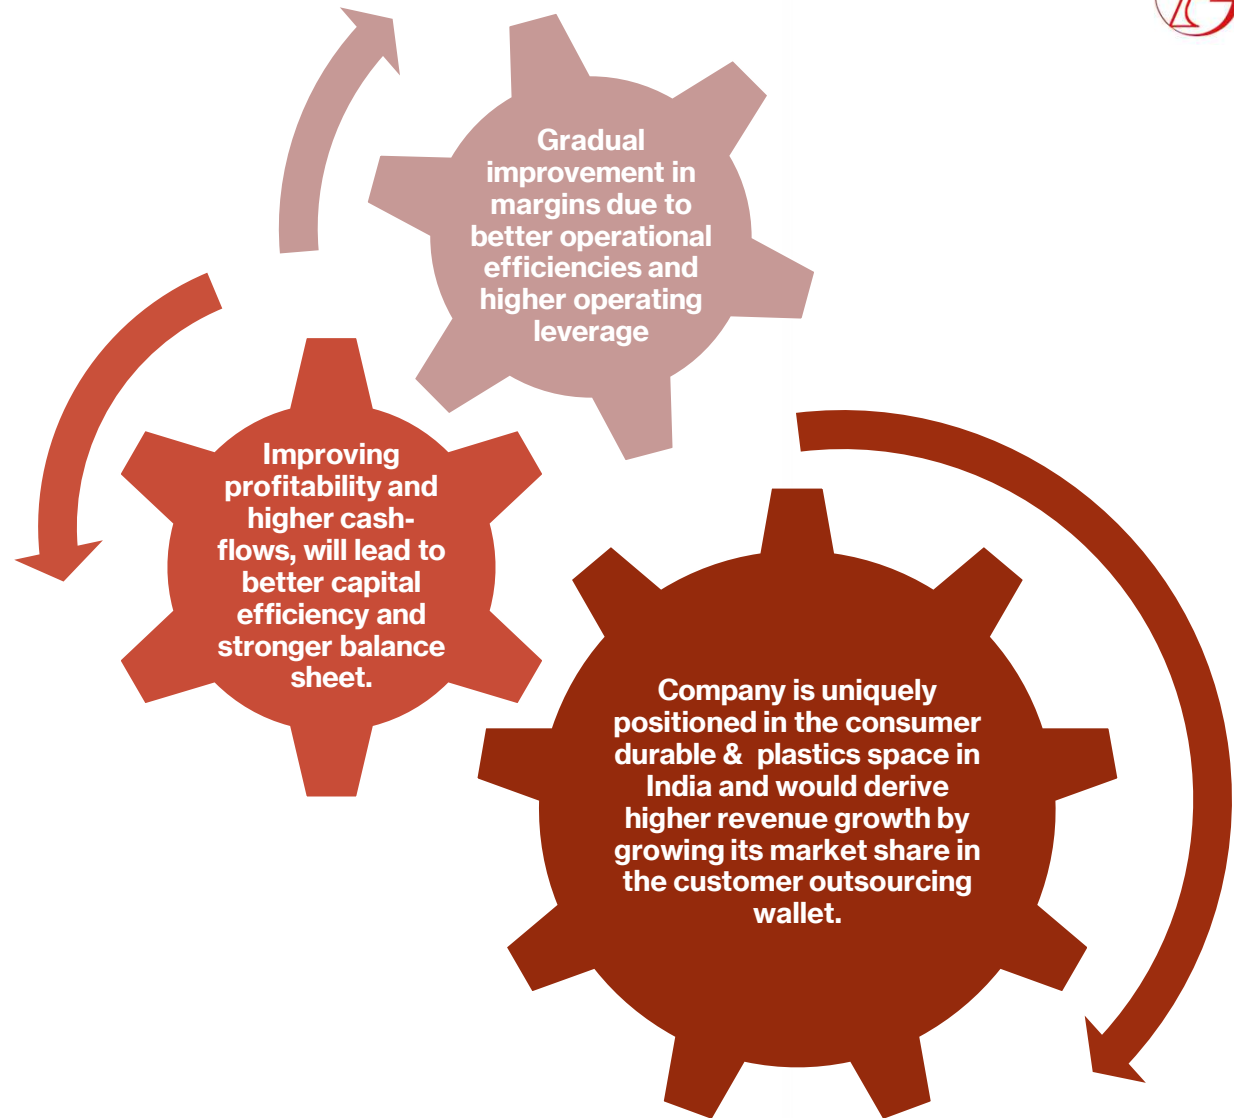 Gradual
improvement in
margins due to
better operational
efficiencies and
higher operating
leverage
Improving
profitability and
higher cash-
flows, will lead to
better capital
efficiency and
stronger balance
sheet.
Company is uniquely
positioned in the consumer
durable &  plastics space in
India and would derive
higher revenue growth by
growing its market share in
the customer outsourcing
wallet.